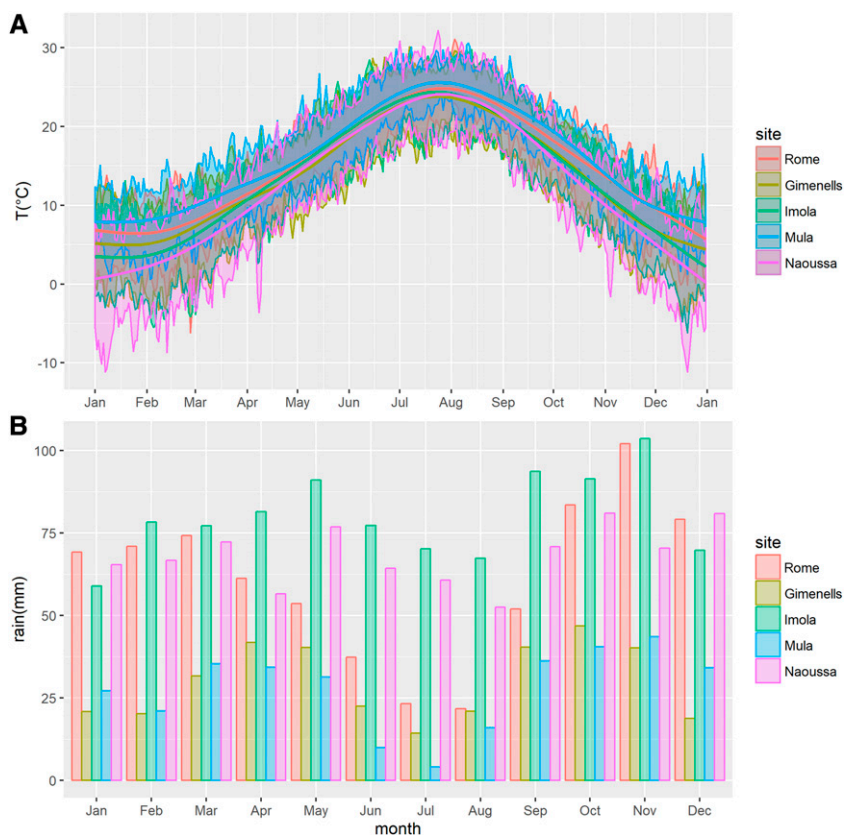 A
T(°C)
30
20
10
0
-10
Jan Feb Mar Apr May Jun Jul Aug Sep Oct Nov Dec Jan
site
Rome
Gimenells
Imola
Mula
Naoussa
B
rain(mm)
100
75
50
25
0
Jan Feb Mar Apr May Jun Jul Aug Sep Oct Nov Dec
month
site
Rome
Gimenells
Imola
Mula
Naoussa